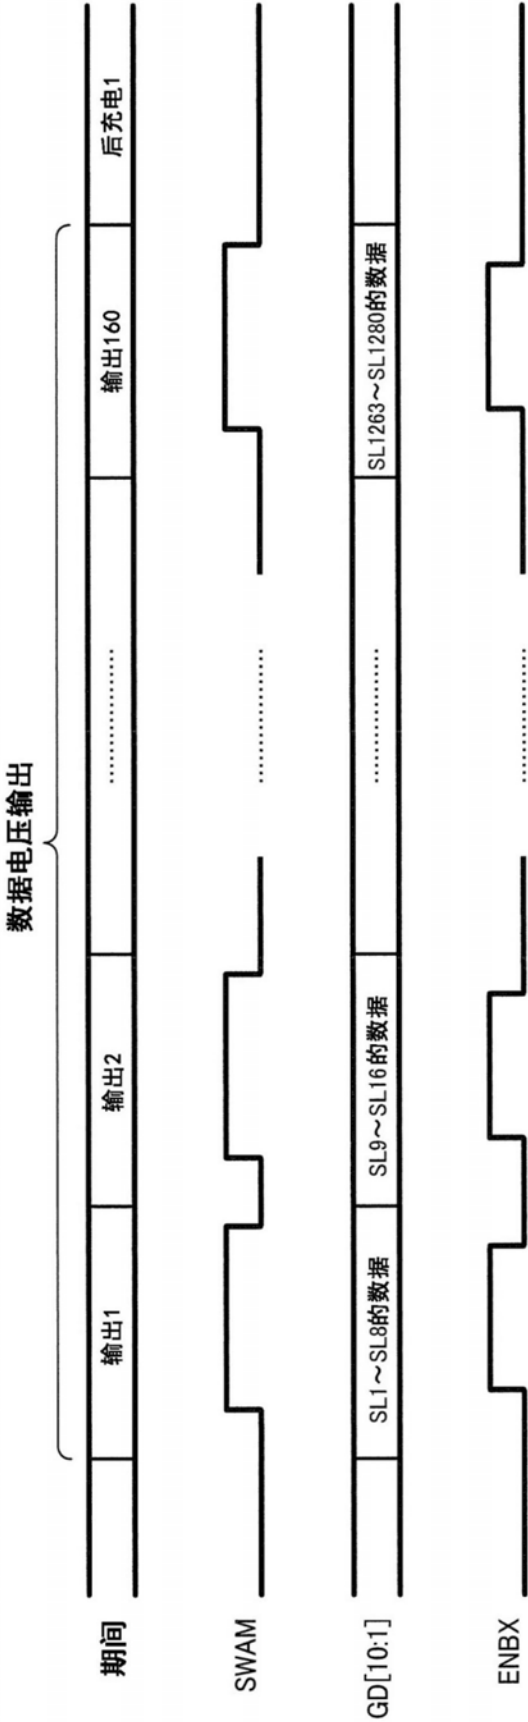 数据电压输出
期间
输出1
输出2
………………
输出160
后充电1
SWAM
………………
GD[10:1]
SL1～SL8的数据
SL9～SL16的数据
………………
SL1263～SL1280的数据
ENBX
………………